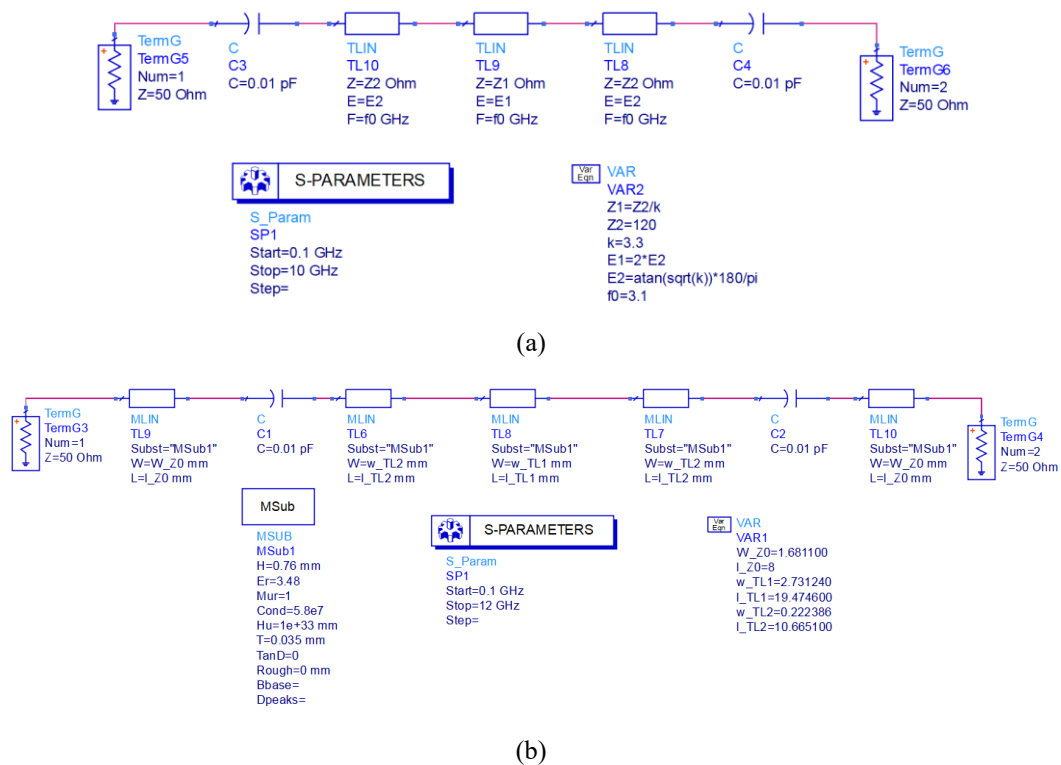 TermG
TermG5
Num=1
Z=50 Ohm
C
C3
C=0.01 pF
TLIN
TL10
Z=Z2 Ohm
E=E2
F=f0 GHz
TLIN
TL9
Z=Z1 Ohm
E=E1
F=f0 GHz
TLIN
TL8
Z=Z2 Ohm
E=E2
F=f0 GHz
C
C4
C=0.01 pF
TermG
TermG6
Num=2
Z=50 Ohm
S-PARAMETERS
S_Param
SP1
Start=0.1 GHz
Stop=10 GHz
Step=
Var
Eqn
VAR
VAR2
Z1=Z2/k
Z2=120
k=3.3
E1=2*E2
E2=atan(sqrt(k))*180/pi
f0=3.1
(a)
TermG
TermG3
Num=1
Z=50 Ohm
MLIN
TL9
Subst="MSub1"
W=W_Z0 mm
L=l_Z0 mm
C
C1
C=0.01 pF
MLIN
TL6
Subst="MSub1"
W=w_TL2 mm
L=l_TL2 mm
MLIN
TL8
Subst="MSub1"
W=w_TL1 mm
L=l_TL1 mm
MLIN
TL7
Subst="MSub1"
W=w_TL2 mm
L=l_TL2 mm
C
C2
C=0.01 pF
MLIN
TL10
Subst="MSub1"
W=W_Z0 mm
L=l_Z0 mm
TermG
TermG4
Num=2
Z=50 Ohm
MSub
MSUB
MSub1
H=0.76 mm
Er=3.48
Mur=1
Cond=5.8e7
Hu=1e+33 mm
T=0.035 mm
TanD=0
Rough=0 mm
Bbase=
Dpeaks=
S-PARAMETERS
S_Param
SP1
Start=0.1 GHz
Stop=12 GHz
Step=
Var
Eqn
VAR
VAR1
W_Z0=1.681100
l_Z0=8
w_TL1=2.731240
l_TL1=19.474600
w_TL2=0.222386
l_TL2=10.665100
(b)